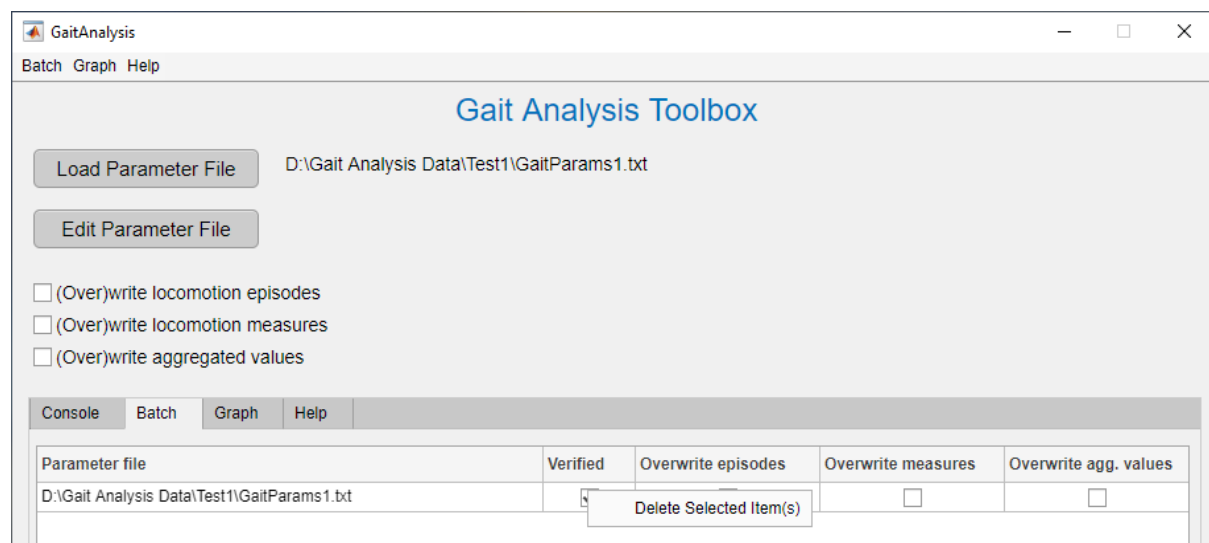 GaitAnalysis
Batch Graph Help
Gait Analysis Toolbox
Load Parameter File D:\Gait Analysis Data\Test1\GaitParams1.txt
Edit Parameter File
(Over)write locomotion episodes
(Over)write locomotion measures
(Over)write aggregated values
Console Batch Graph Help
Parameter file Verified Overwrite episodes Overwrite measures Overwrite agg. values
D:\Gait Analysis Data\Test1\GaitParams1.txt
Delete Selected Item(s)